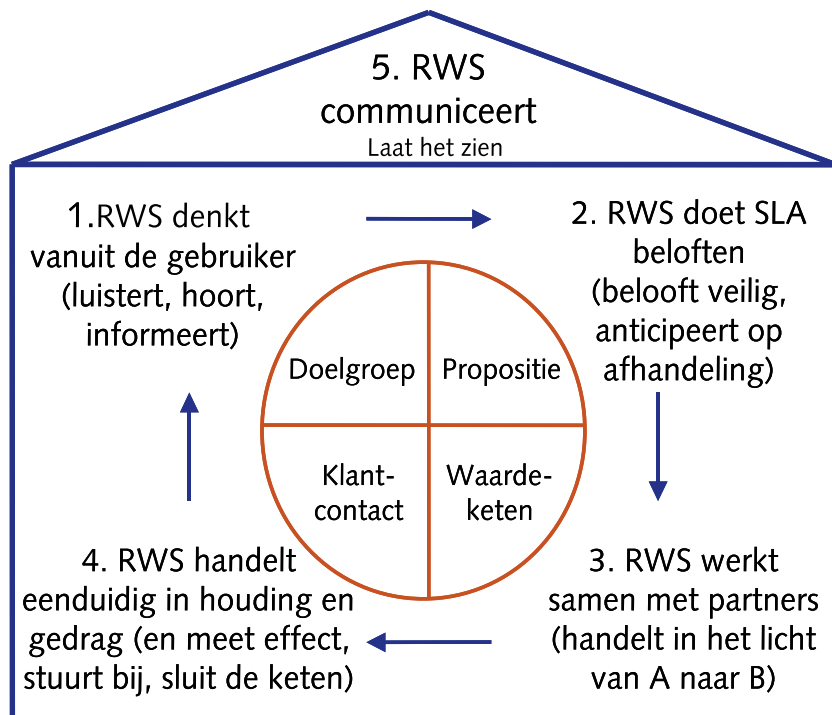 5. RWS
communiceert
Laat het zien
1.RWS denkt
vanuit de gebruiker
(luistert, hoort,
informeert)
2. RWS doet SLA
beloften
(belooft veilig,
anticipeert op
afhandeling)
Doelgroep
Propositie
Klant-
contact
Waarde-
keten
4. RWS handelt
eenduidig in houding en
gedrag (en meet effect,
stuurt bij, sluit de keten)
3. RWS werkt
samen met partners
(handelt in het licht
van A naar B)